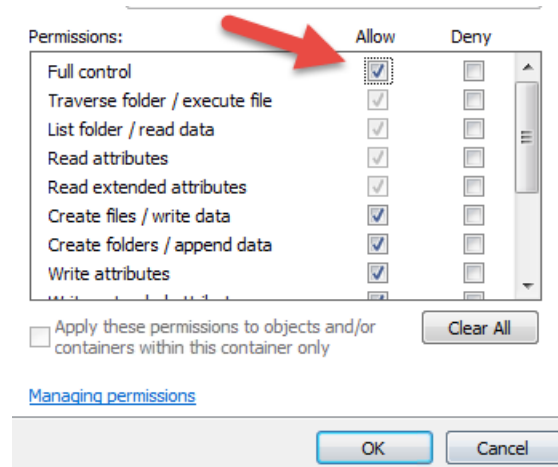 Permissions: Allow Deny
Full control
Traverse folder / execute file
List folder / read data
Read attributes
Read extended attributes
Create files / write data
Create folders / append data
Write attributes
Apply these permissions to objects and/or
containers within this container only
Clear All
Managing permissions
OK Cancel